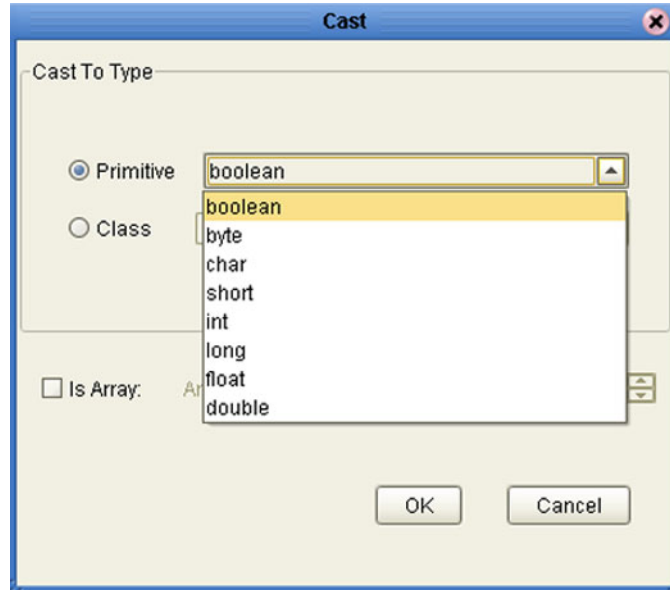 Cast
Cast To Type
Primitive boolean
boolean
Class
byte
char
short
int
long
Is Array:
float
double
OK Cancel